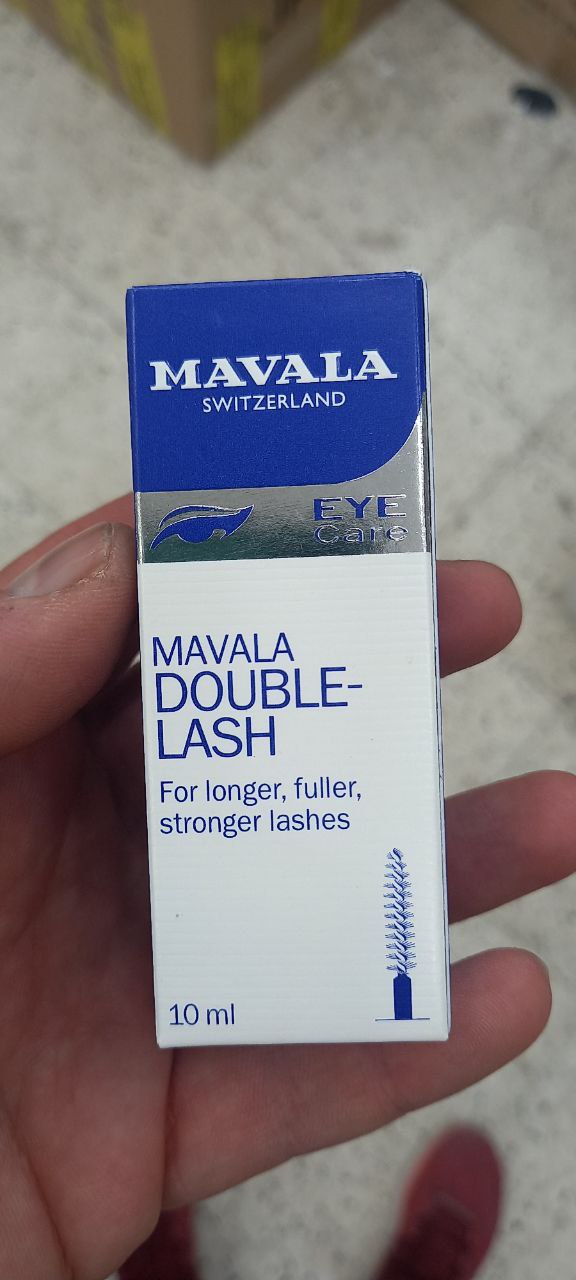 MAVALA
SWITZERLAND
EYE
Care
MAVALA
DOUBLE-
LASH
For longer, fuller,
stronger lashes
10 ml